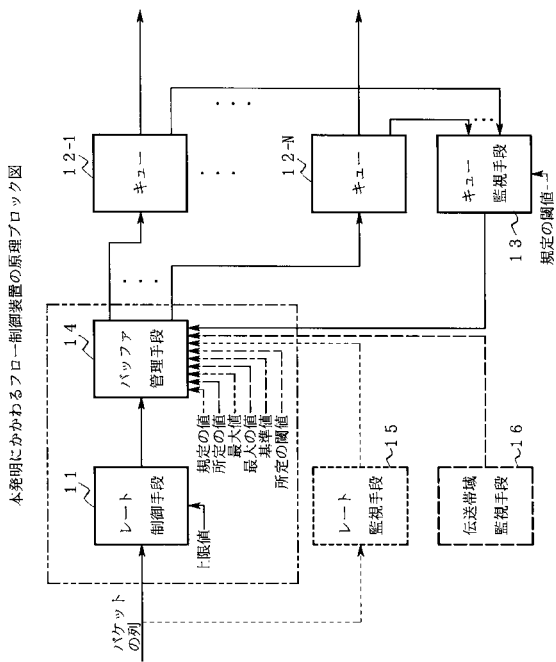 本発明にかかわるフロー制御装置の原理ブロック図
パケット
の列
11
レート
制御手段
上限値
14
バッファ
管理手段
規定の値
所定の値
最大値
最大の値
基準値
所定の閾値
12-1
キュー
・・・
・・・
・・・
12-N
キュー
・・・
キュー
監視手段
13
規定の閾値
レート
監視手段
15
伝送帯域
監視手段
16